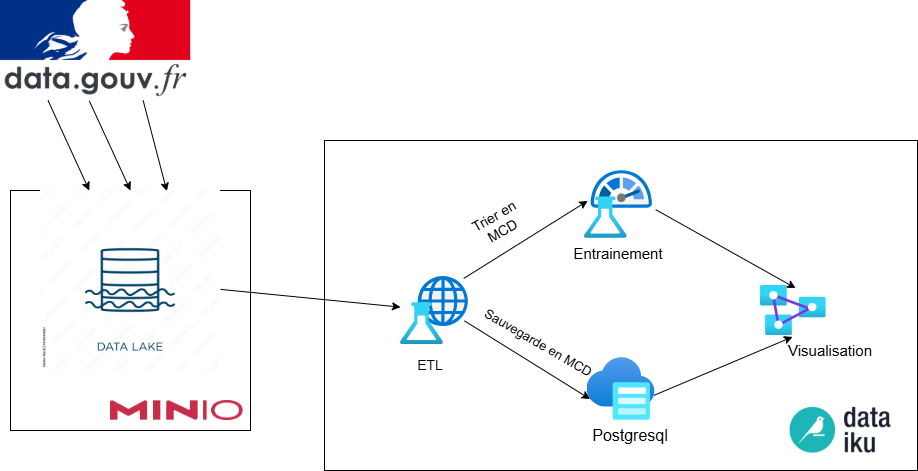 data.gouv.fr
Trier en
MCD
Entrainement
Sauvegarde en MCD
ETL
DATA LAKE
Visualisation
MINIO
Postgresql
data
iku